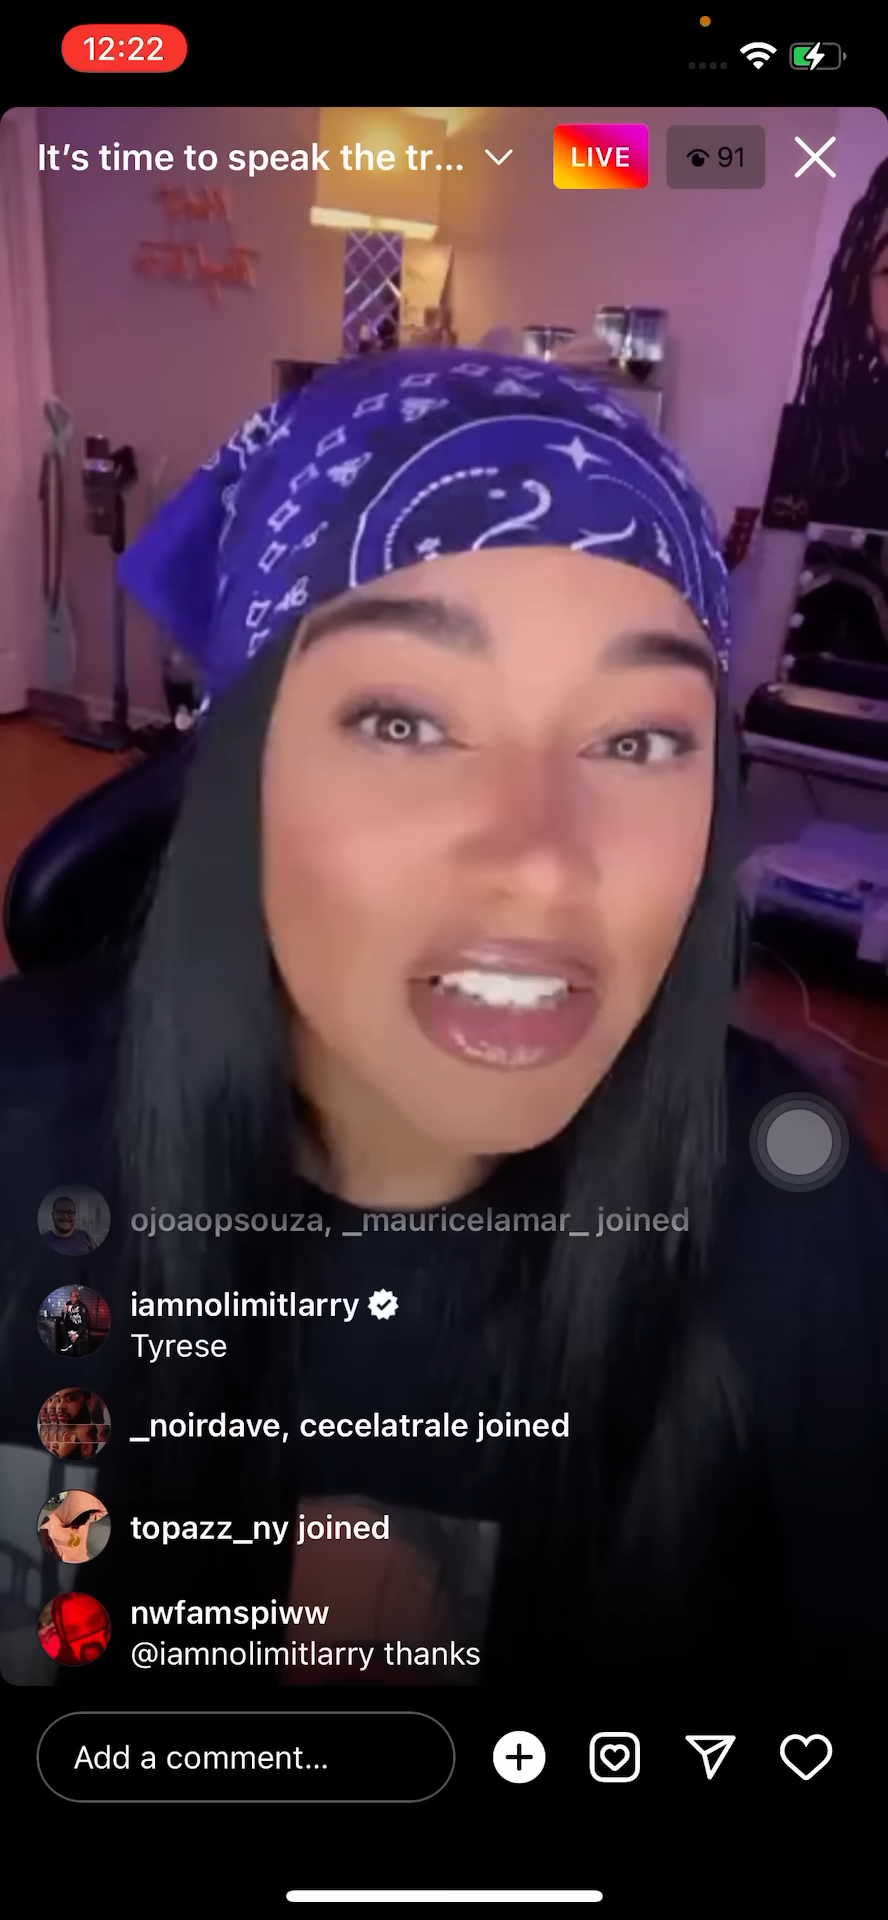 12:22
It's time to speak the tr...
LIVE
91
ojoaopsouza, _mauricelamar_ joined
iamnolimitlarry
Tyrese
_noirdave, cecelatrale joined
topazz_ny joined
nwfamspiww
@iamnolimitlarry thanks
Add a comment...